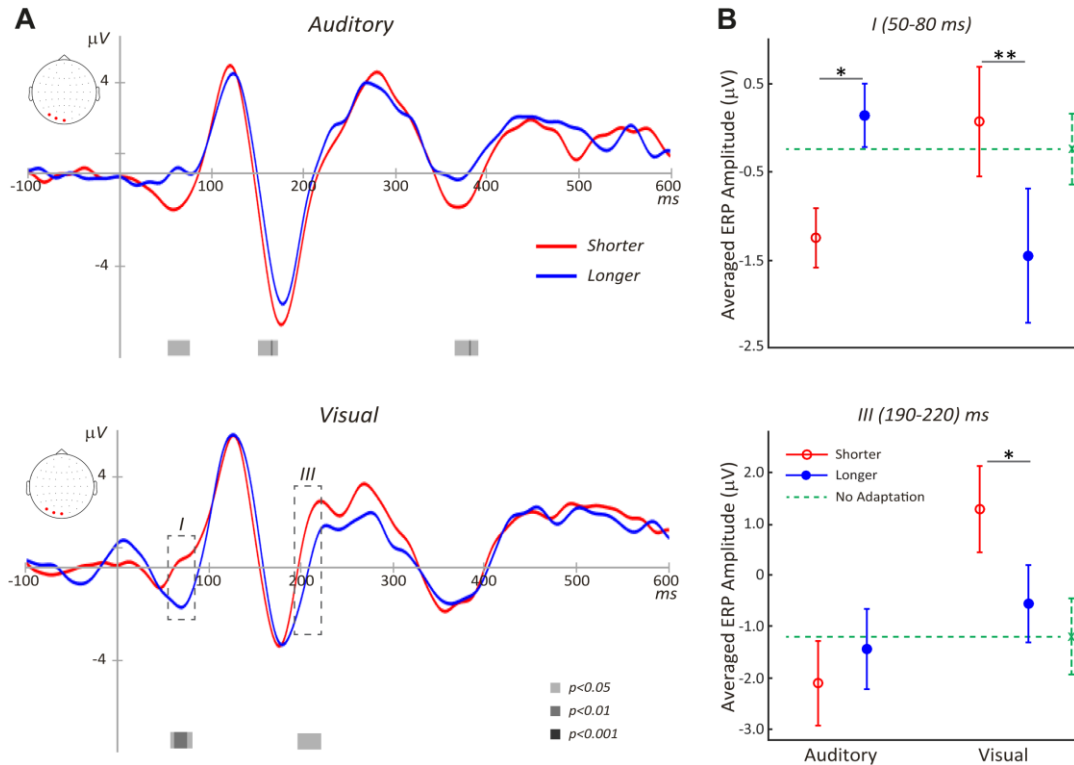 A
Auditory
μV
4
-100
100
200
300
400
500
600
ms
-4
Shorter
Longer
Visual
μV
4
I
III
-100
100
200
300
400
500
600
ms
-4
p<0.05
p<0.01
p<0.001
B
I (50-80 ms)
Averaged ERP Amplitude (μV)
0.5
-0.5
-1.5
-2.5
*
**
III (190-220) ms
Averaged ERP Amplitude (μV)
2.0
1.0
0
-1.0
-2.0
-3.0
Shorter
Longer
No Adaptation
*
Auditory
Visual